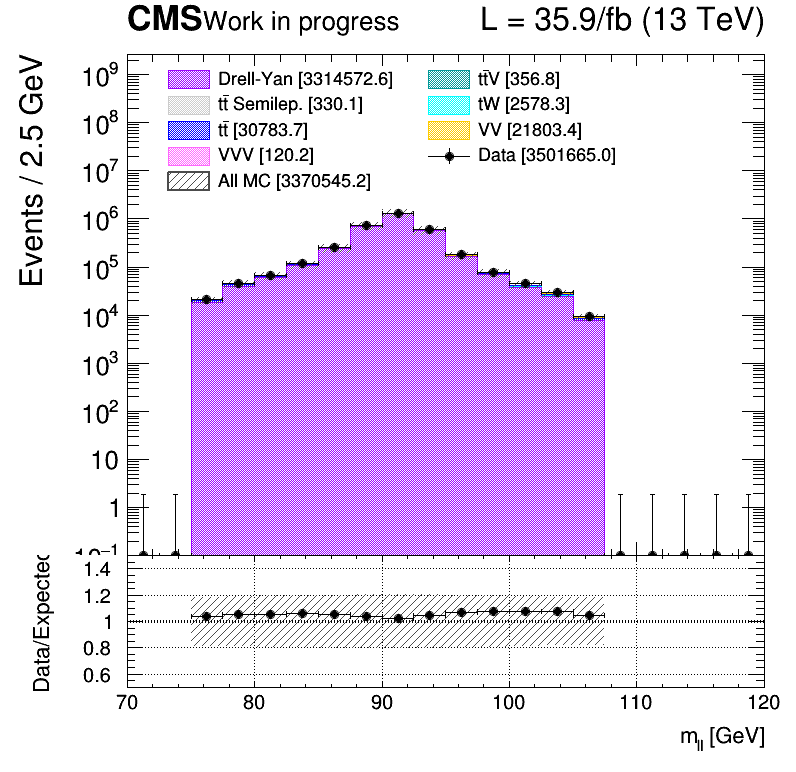 CMS Work in progress L = 35.9/fb (13 TeV)
Events / 2.5 GeV
Drell-Yan [3314572.6] tt̄V [356.8]
tt̄ Semilep. [330.1] tW [2578.3]
tt̄ [30783.7] VV [21803.4]
VVV [120.2] Data [3501665.0]
All MC [3370545.2]
10⁹
10⁸
10⁷
10⁶
10⁵
10⁴
10³
10²
10
1
10⁻¹
Data/Expected
1.4
1.2
1
0.8
0.6
70 80 90 100 110 120
m_ll [GeV]